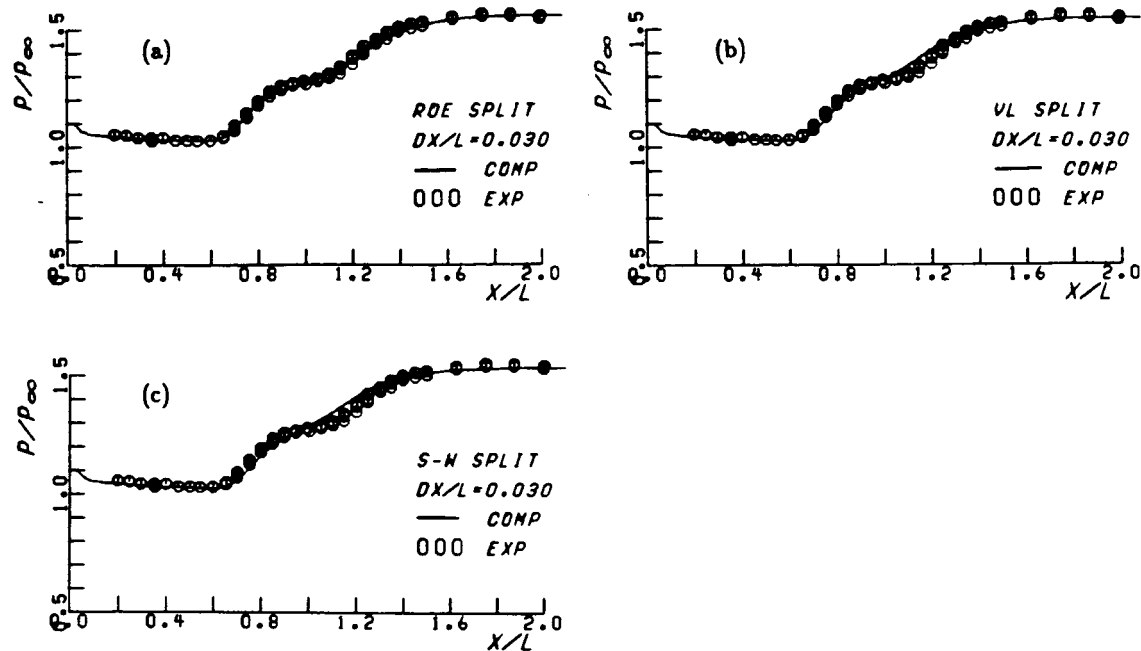 (a)
P/P∞
1.5
1.0
0.5
ROE SPLIT
DX/L=0.030
COMP
000 EXP
0.4 0.8 1.2 1.6 2.0
X/L
(b)
P/P∞
1.5
1.0
0.5
VL SPLIT
DX/L=0.030
COMP
000 EXP
0.4 0.8 1.2 1.6 2.0
X/L
(c)
P/P∞
1.5
1.0
0.5
S-W SPLIT
DX/L=0.030
COMP
000 EXP
0.4 0.8 1.2 1.6 2.0
X/L